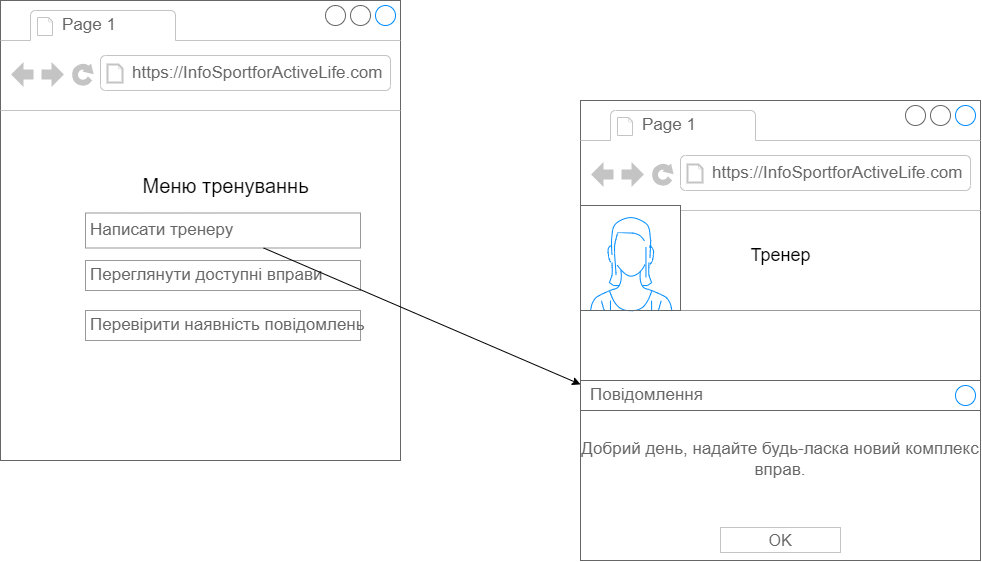 Page 1
https://InfoSportforActiveLife.com
Меню тренуваннь
Написати тренеру
Переглянути доступні вправи
Перевірити наявність повідомлень
Page 1
https://InfoSportforActiveLife.com
Тренер
Повідомлення
Добрий день, надайте будь-ласка новий комплекс
вправ.
OK